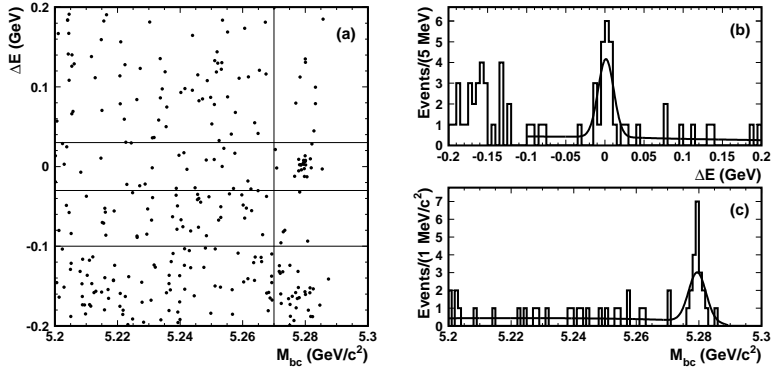 ΔE (GeV)
0.2
0.1
0
-0.1
-0.2
(a)
5.2 5.22 5.24 5.26 5.28 5.3
M_bc (GeV/c²)
Events/(5 MeV)
6
5
4
3
2
1
0
(b)
-0.2 -0.15 -0.1 -0.05 0 0.05 0.1 0.15 0.2
ΔE (GeV)
Events/(1 MeV/c²)
7
6
5
4
3
2
1
0
(c)
5.2 5.22 5.24 5.26 5.28 5.3
M_bc (GeV/c²)